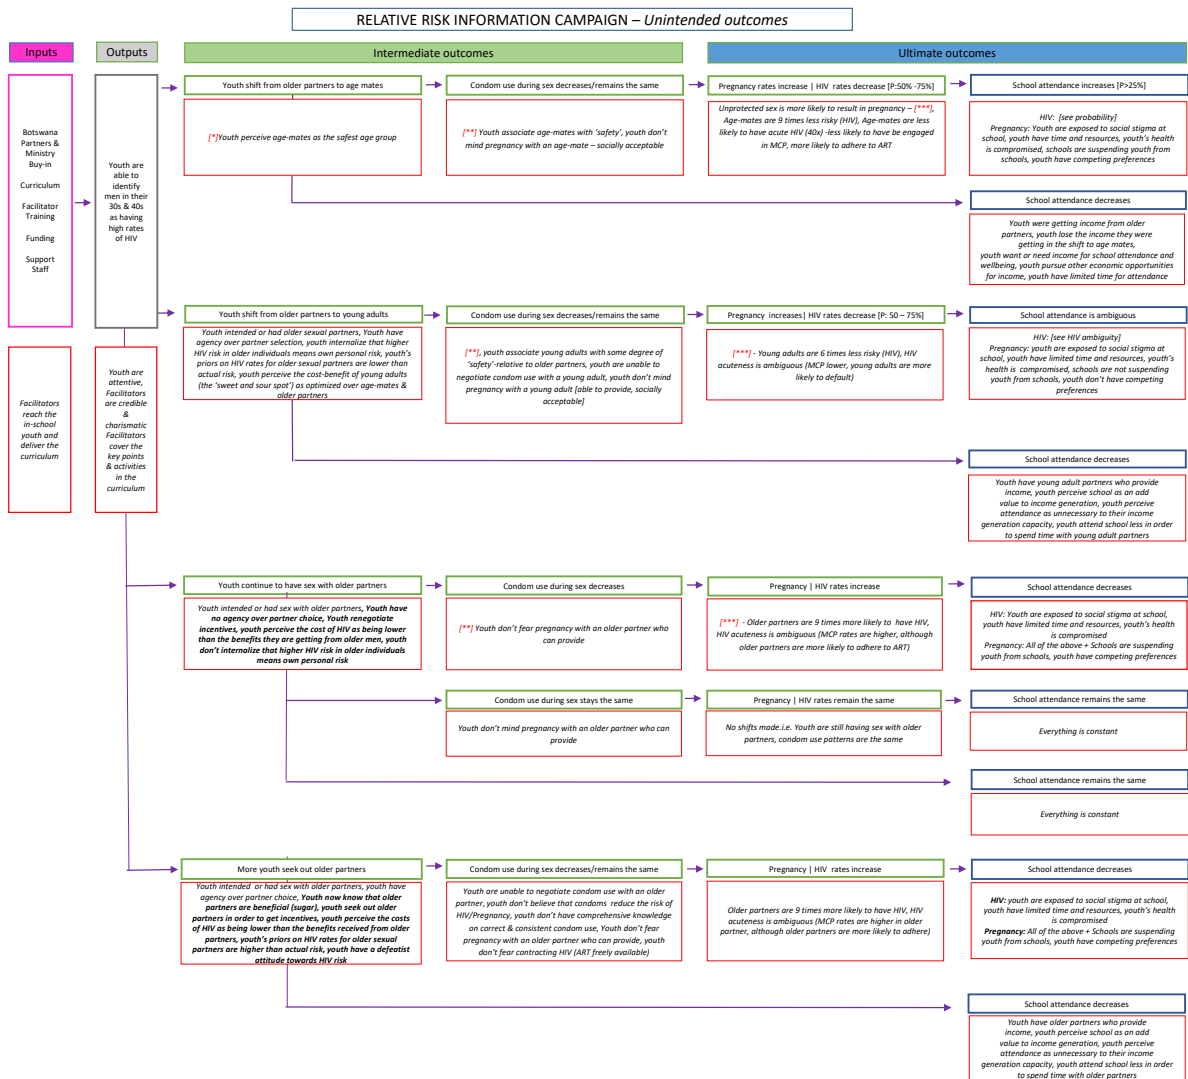 RELATIVE RISK INFORMATION CAMPAIGN – Unintended outcomes
Inputs
Outputs
Intermediate outcomes
Ultimate outcomes
Botswana
Partners &
Ministry
Buy-in
Curriculum
Facilitator
Training
Funding
Support
Staff
Facilitators
reach the
in-school
youth and
deliver the
curriculum
Youth are
able to
identify
men in their
30s & 40s
as having
high rates
of HIV
Youth are
attentive,
Facilitators
are credible
&
charismatic
Facilitators
cover the
key points
& activities
in the
curriculum
Youth shift from older partners to age mates
[*]Youth perceive age-mates as the safest age group
Condom use during sex decreases/remains the same
[**] Youth associate age-mates with ‘safety’, youth don’t
mind pregnancy with an age-mate – socially acceptable
Pregnancy rates increase | HIV rates decrease [P:50% -75%]
Unprotected sex is more likely to result in pregnancy – [***],
Age-mates are 9 times less risky (HIV), Age-mates are less
likely to have acute HIV (40x) -less likely to have be engaged
in MCP, more likely to adhere to ART
School attendance increases [P>25%]
HIV: [see probability]
Pregnancy: Youth are exposed to social stigma at
school, youth have time and resources, youth’s health
is compromised, schools are suspending youth from
schools, youth have competing preferences
School attendance decreases
Youth were getting income from older
partners, youth lose the income they were
getting in the shift to age mates,
youth want or need income for school attendance and
wellbeing, youth pursue other economic opportunities
for income, youth have limited time for attendance
Youth shift from older partners to young adults
Youth intended or had older sexual partners, Youth have
agency over partner selection, youth internalize that higher
HIV risk in older individuals means own personal risk, youth’s
priors on HIV rates for older sexual partners are lower than
actual risk, youth perceive the cost-benefit of young adults
(the ‘sweet and sour spot’) as optimized over age-mates &
older partners
Condom use during sex decreases/remains the same
[**], youth associate young adults with some degree of
‘safety’-relative to older partners, youth are unable to
negotiate condom use with a young adult, youth don’t mind
pregnancy with a young adult [able to provide, socially
acceptable]
Pregnancy increases| HIV rates decrease [P: 50 – 75%]
[***] - Young adults are 6 times less risky (HIV), HIV
acuteness is ambiguous (MCP lower, young adults are more
likely to default)
School attendance is ambiguous
HIV: [see HIV ambiguity]
Pregnancy: youth are exposed to social stigma at
school, youth have limited time and resources, youth’s
health is compromised, schools are not suspending
youth from schools, youth don’t have competing
preferences
School attendance decreases
Youth have young adult partners who provide
income, youth perceive school as an add
value to income generation, youth perceive
attendance as unnecessary to their income
generation capacity, youth attend school less in order
to spend time with young adult partners
Youth continue to have sex with older partners
Youth intended or had sex with older partners, Youth have
no agency over partner choice, Youth renegotiate
incentives, youth perceive the cost of HIV as being lower
than the benefits they are getting from older men, youth
don’t internalize that higher HIV risk in older individuals
means own personal risk
Condom use during sex decreases
[**] Youth don’t fear pregnancy with an older partner who
can provide
Pregnancy | HIV rates increase
[***] - Older partners are 9 times more likely to have HIV,
HIV acuteness is ambiguous (MCP rates are higher, although
older partners are more likely to adhere to ART)
School attendance decreases
HIV: Youth are exposed to social stigma at school,
youth have limited time and resources, youth’s health
is compromised
Pregnancy: All of the above + Schools are suspending
youth from schools, youth have competing preferences
Condom use during sex stays the same
Youth don’t mind pregnancy with an older partner who can
provide
Pregnancy | HIV rates remain the same
No shifts made.i.e. Youth are still having sex with older
partners, condom use patterns are the same
School attendance remains the same
Everything is constant
School attendance remains the same
Everything is constant
More youth seek out older partners
Youth intended or had sex with older partners, youth have
agency over partner choice, Youth now know that older
partners are beneficial (sugar), youth seek out older
partners in order to get incentives, youth perceive the costs
of HIV as being lower than the benefits received from older
partners, youth’s priors on HIV rates for older sexual
partners are higher than actual risk, youth have a defeatist
attitude towards HIV risk
Condom use during sex decreases/remains the same
Youth are unable to negotiate condom use with an older
partner, youth don’t believe that condoms reduce the risk of
HIV/Pregnancy, youth don’t have comprehensive knowledge
on correct & consistent condom use, Youth don’t fear
pregnancy with an older partner who can provide, youth
don’t fear contracting HIV (ART freely available)
Pregnancy | HIV rates increase
Older partners are 9 times more likely to have HIV, HIV
acuteness is ambiguous (MCP rates are higher in older
partner, although older partners are more likely to adhere)
School attendance decreases
HIV: youth are exposed to social stigma at school,
youth have limited time and resources, youth’s health
is compromised
Pregnancy: All of the above + Schools are suspending
youth from schools, youth have competing preferences
School attendance decreases
Youth have older partners who provide
income, youth perceive school as an add
value to income generation, youth perceive
attendance as unnecessary to their income
generation capacity, youth attend school less in order
to spend time with older partners